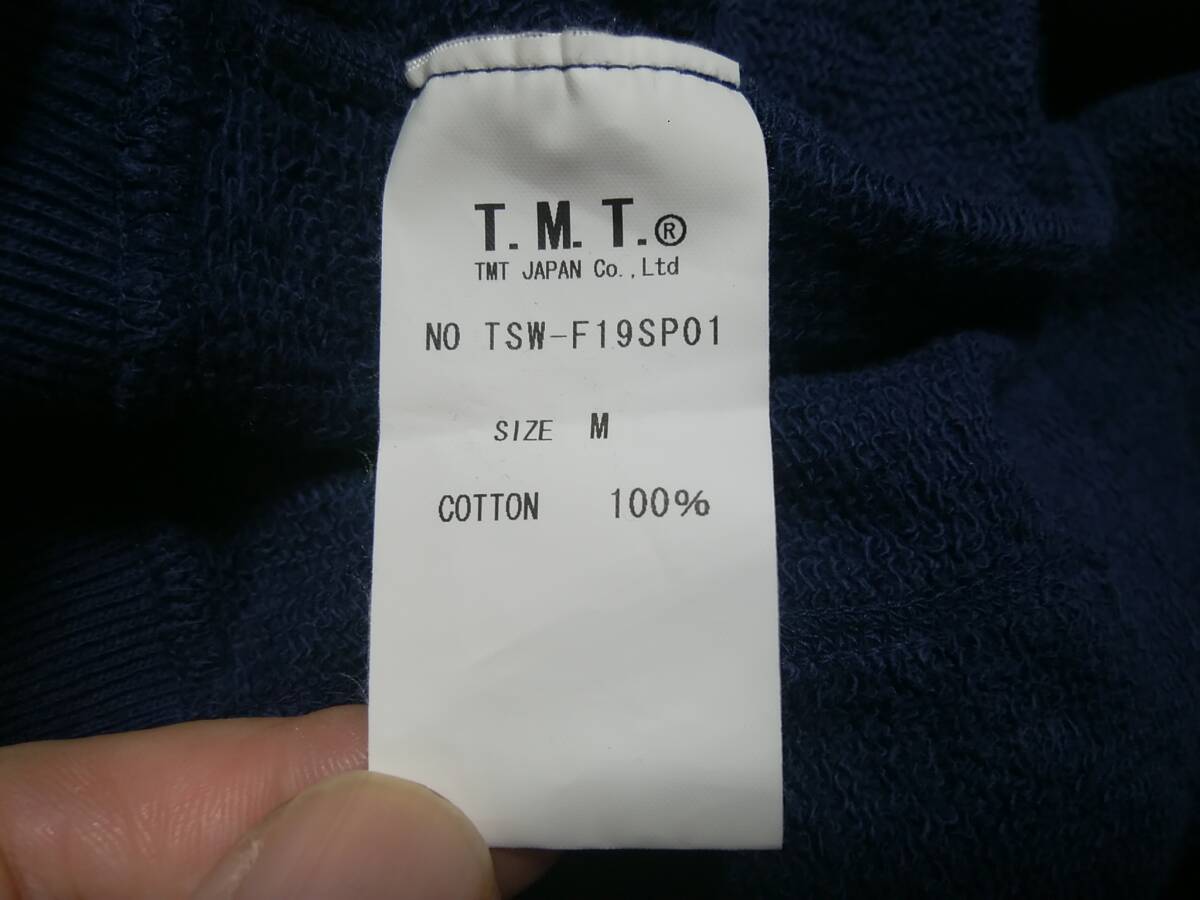 T.M.T.®
TMT JAPAN Co.,Ltd
NO TSW-F19SP01
SIZE M
COTTON 100%